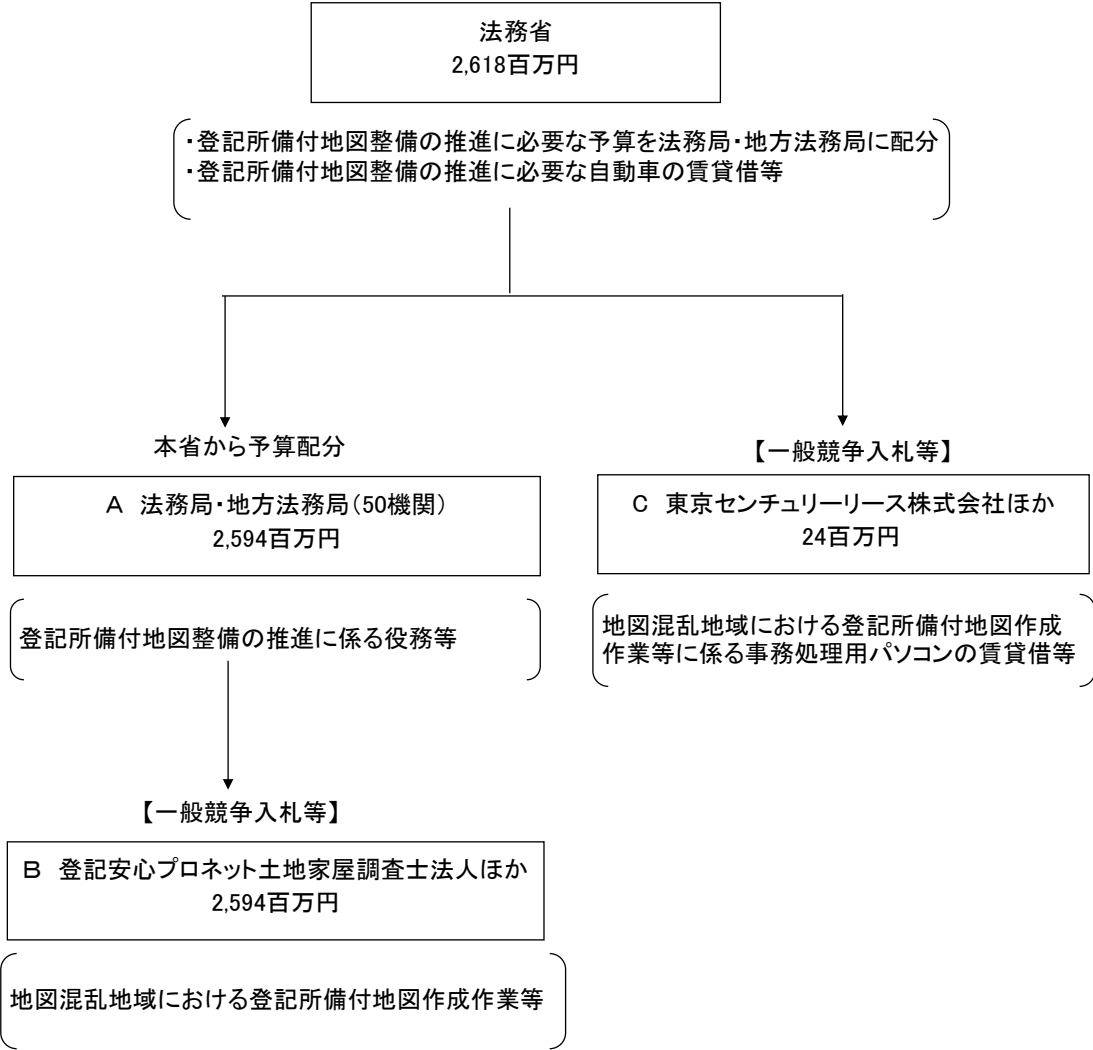 法務省
2,618百万円
・登記所備付地図整備の推進に必要な予算を法務局・地方法務局に配分
・登記所備付地図整備の推進に必要な自動車の賃貸借等
本省から予算配分
A　法務局・地方法務局（50機関）
2,594百万円
登記所備付地図整備の推進に係る役務等
【一般競争入札等】
B　登記安心プロネット土地家屋調査士法人ほか
2,594百万円
地図混乱地域における登記所備付地図作成作業等
【一般競争入札等】
C　東京センチュリーリース株式会社ほか
24百万円
地図混乱地域における登記所備付地図作成
作業等に係る事務処理用パソコンの賃貸借等